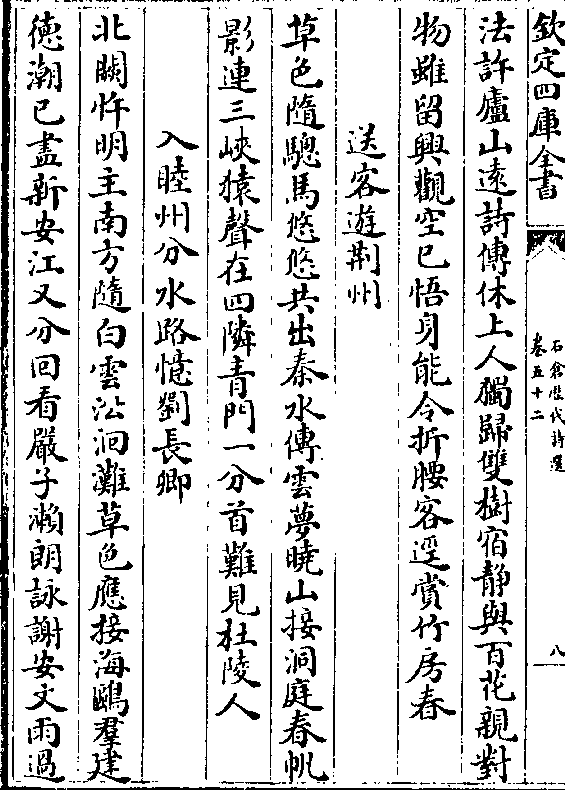 欽定四庫全書
石倉歷代詩選
卷五十二
八
法許廬山遠詩傳休上人獨歸雙樹宿靜與百花親對
物雖留興觀空已悟身能令折腰客遥賞竹房春
送客遊荆州
草色隨驄馬悠悠共出秦水傳雲夢曉山接洞庭春帆
影連三峽猿聲在四隣青門一分首難見杜陵人
入睦州分水路憶劉長卿
北闕忤明主南方隨白雲沿洄灘草色應接海鷗羣建
德潮已盡新安江又分回看嚴子瀨朗詠謝安文雨過